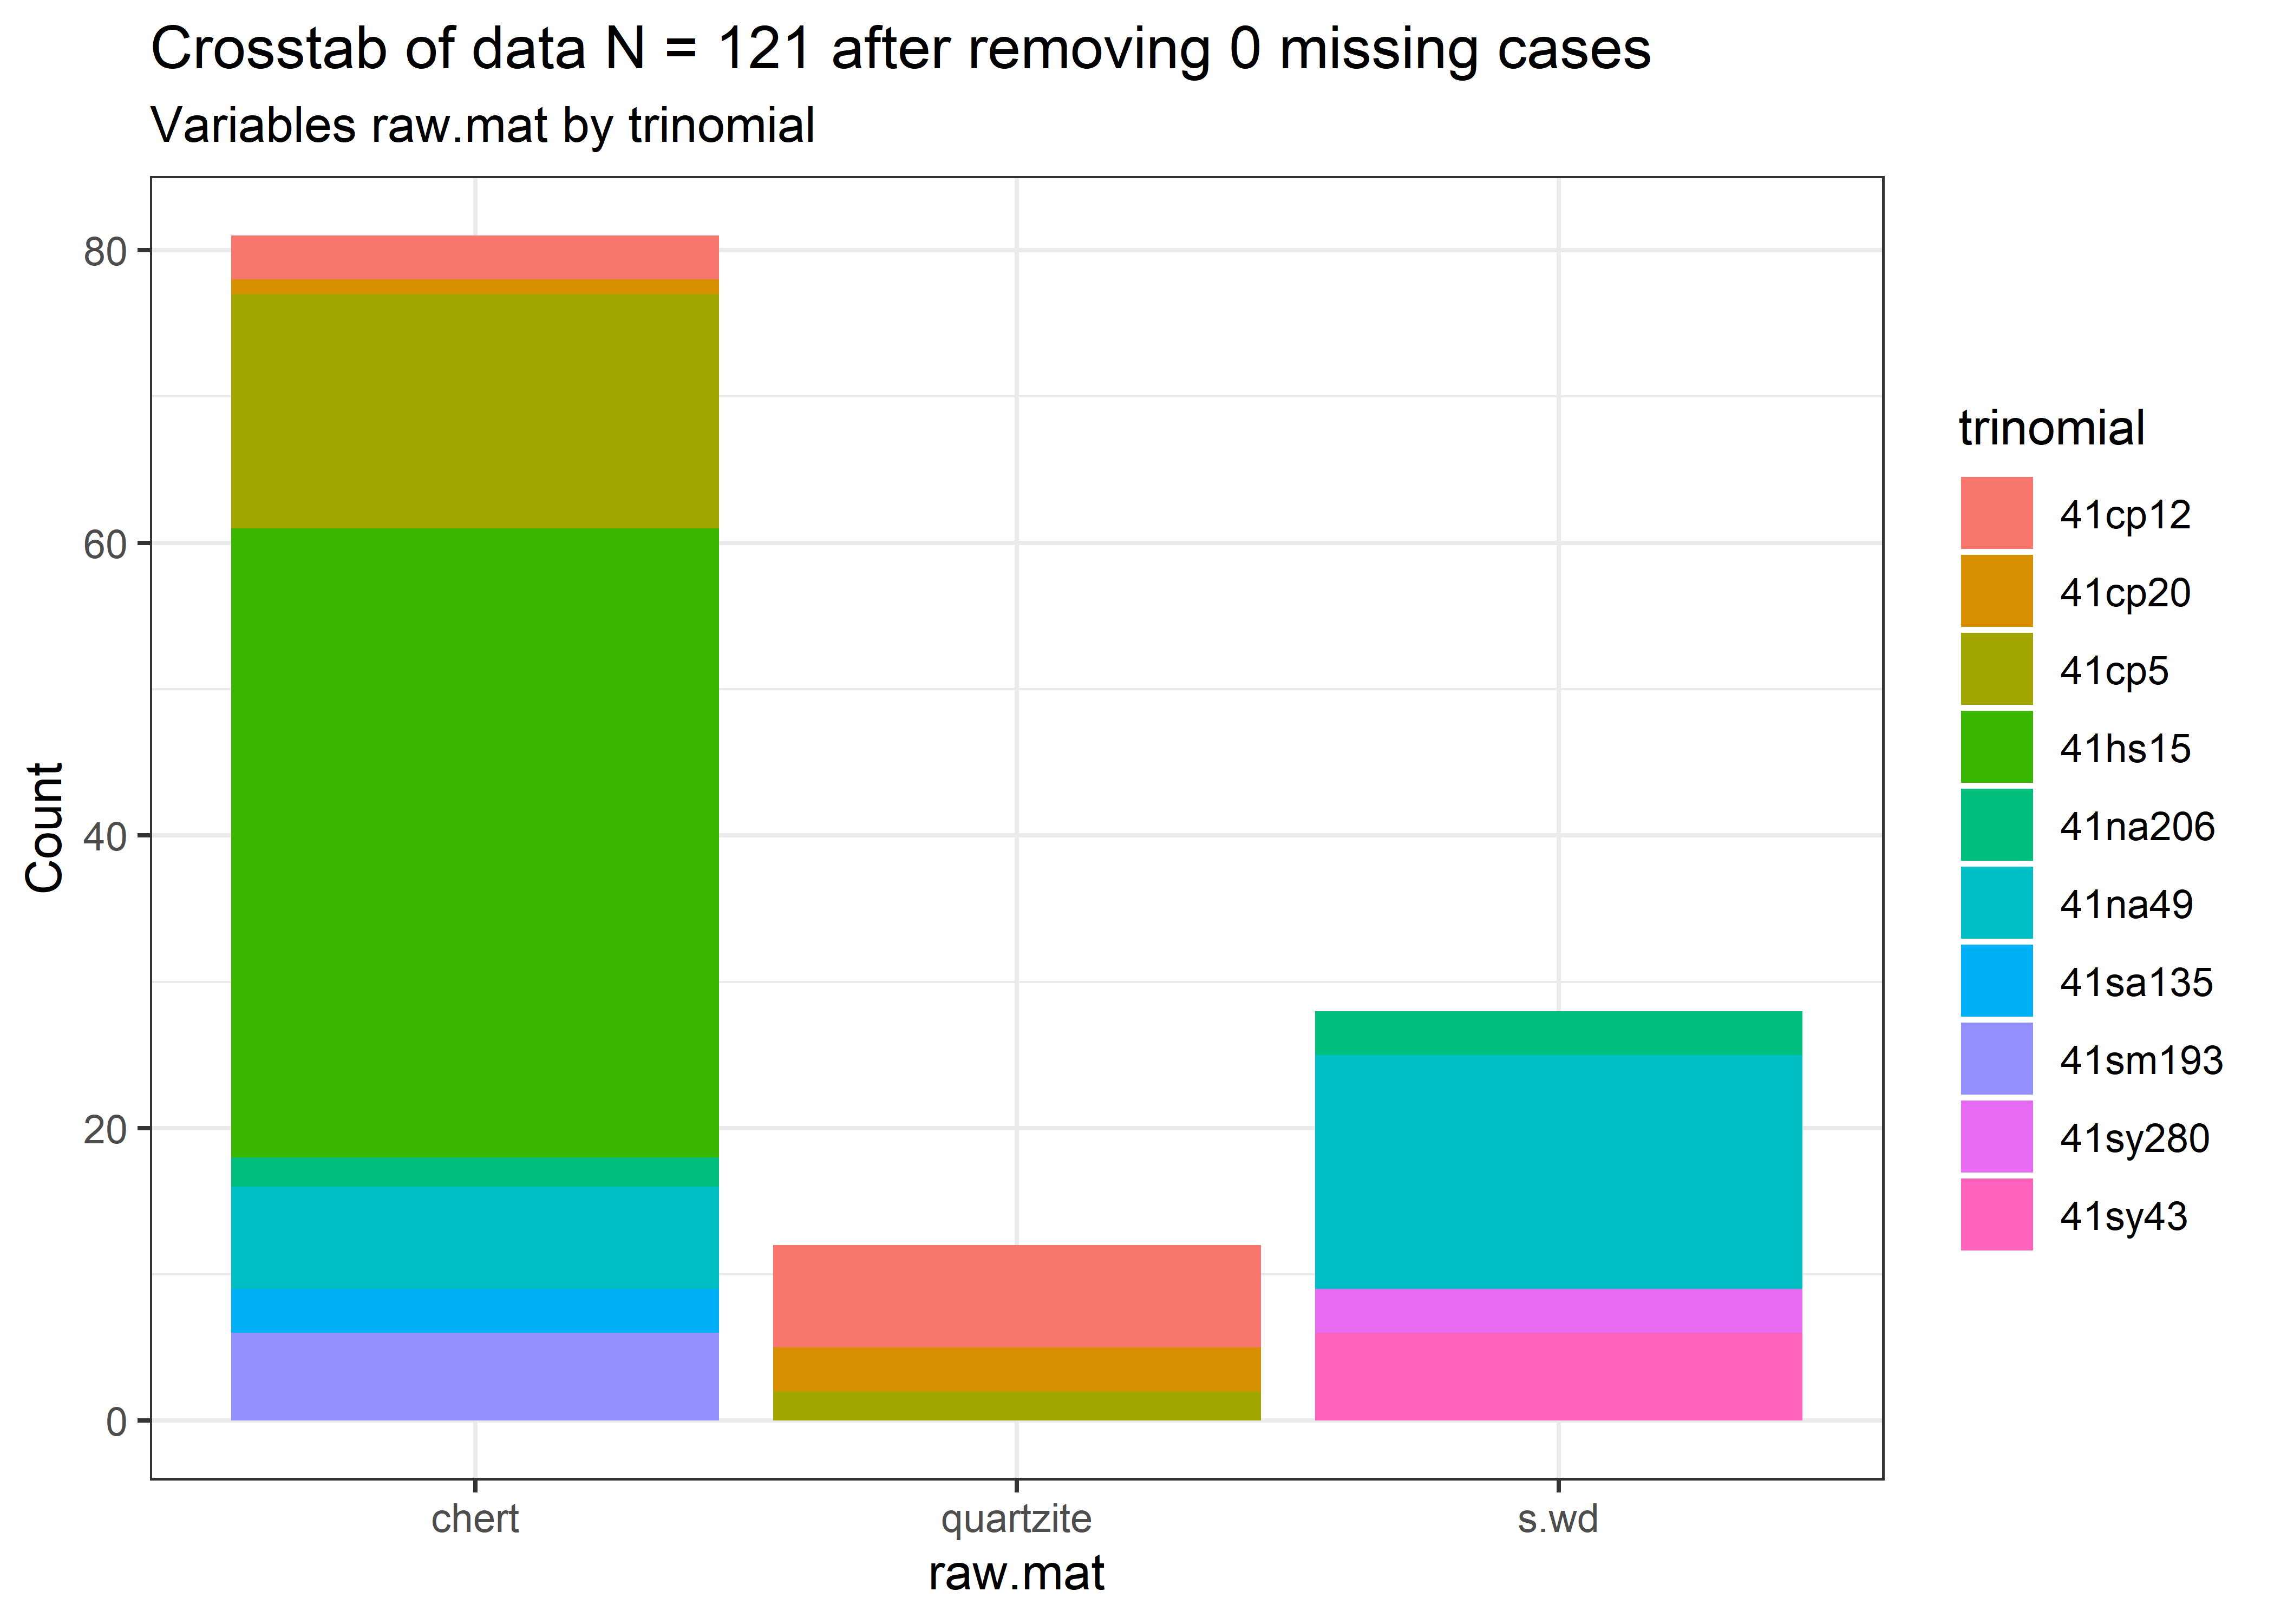 Crosstab of data N = 121 after removing 0 missing cases
Variables raw.mat by trinomial
80
60
40
20
0
Count
chert
quartzite
s.wd
raw.mat
trinomial
41cp12
41cp20
41cp5
41hs15
41na206
41na49
41sa135
41sm193
41sy280
41sy43